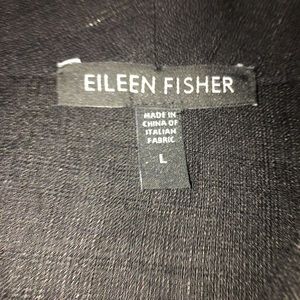 EILEEN FISHER
MADE IN
CHINA OF
ITALIAN
FABRIC
L